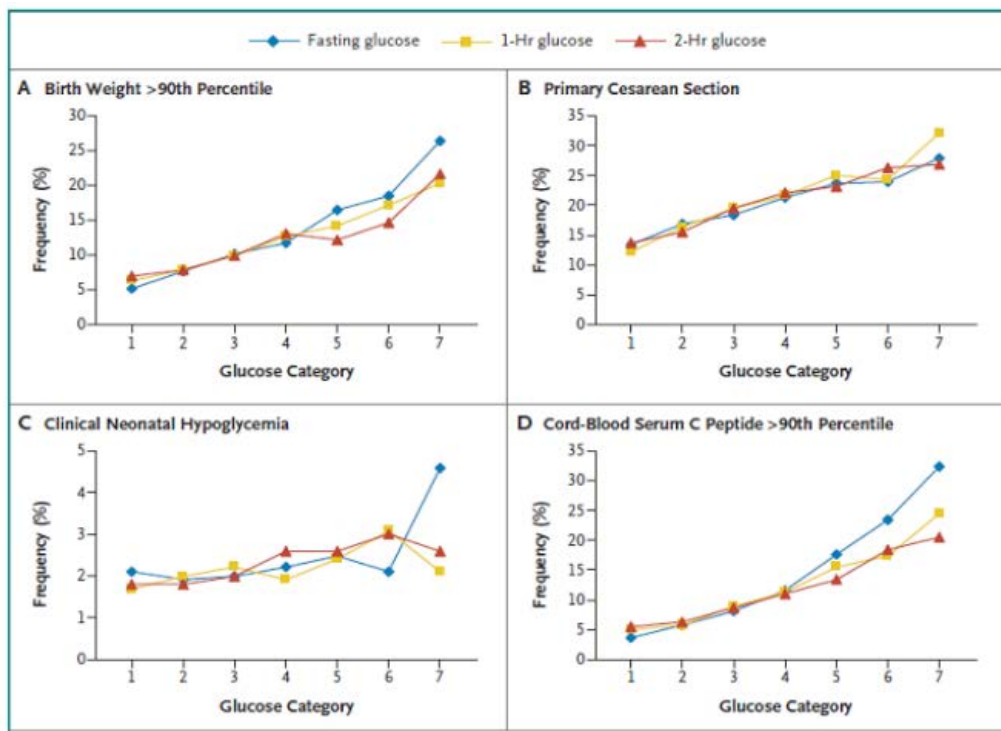 Fasting glucose 1-Hr glucose 2-Hr glucose
A Birth Weight >90th Percentile
30
25
20
15
10
5
0
Frequency (%)
1 2 3 4 5 6 7
Glucose Category
B Primary Cesarean Section
35
30
25
20
15
10
5
0
Frequency (%)
1 2 3 4 5 6 7
Glucose Category
C Clinical Neonatal Hypoglycemia
5
4
3
2
1
0
Frequency (%)
1 2 3 4 5 6 7
Glucose Category
D Cord-Blood Serum C Peptide >90th Percentile
35
30
25
20
15
10
5
0
Frequency (%)
1 2 3 4 5 6 7
Glucose Category